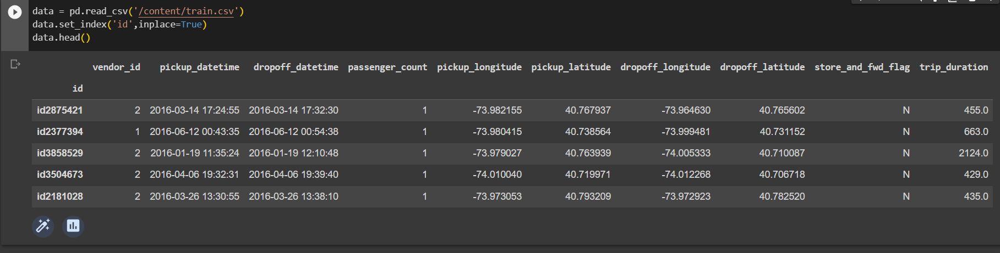 data = pd.read_csv('/content/train.csv')
data.set_index('id',inplace=True)
data.head()
vendor_id pickup_datetime dropoff_datetime passenger_count pickup_longitude pickup_latitude dropoff_longitude dropoff_latitude store_and_fwd_flag trip_duration
id
id2875421 2 2016-03-14 17:24:55 2016-03-14 17:32:30 1 -73.982155 40.767937 -73.964630 40.765602 N 455.0
id2377394 1 2016-06-12 00:43:35 2016-06-12 00:54:38 1 -73.980415 40.738564 -73.999481 40.731152 N 663.0
id3858529 2 2016-01-19 11:35:24 2016-01-19 12:10:48 1 -73.979027 40.763939 -74.005333 40.710087 N 2124.0
id3504673 2 2016-04-06 19:32:31 2016-04-06 19:39:40 1 -74.010040 40.719971 -74.012268 40.706718 N 429.0
id2181028 2 2016-03-26 13:30:55 2016-03-26 13:38:10 1 -73.973053 40.793209 -73.972923 40.782520 N 435.0